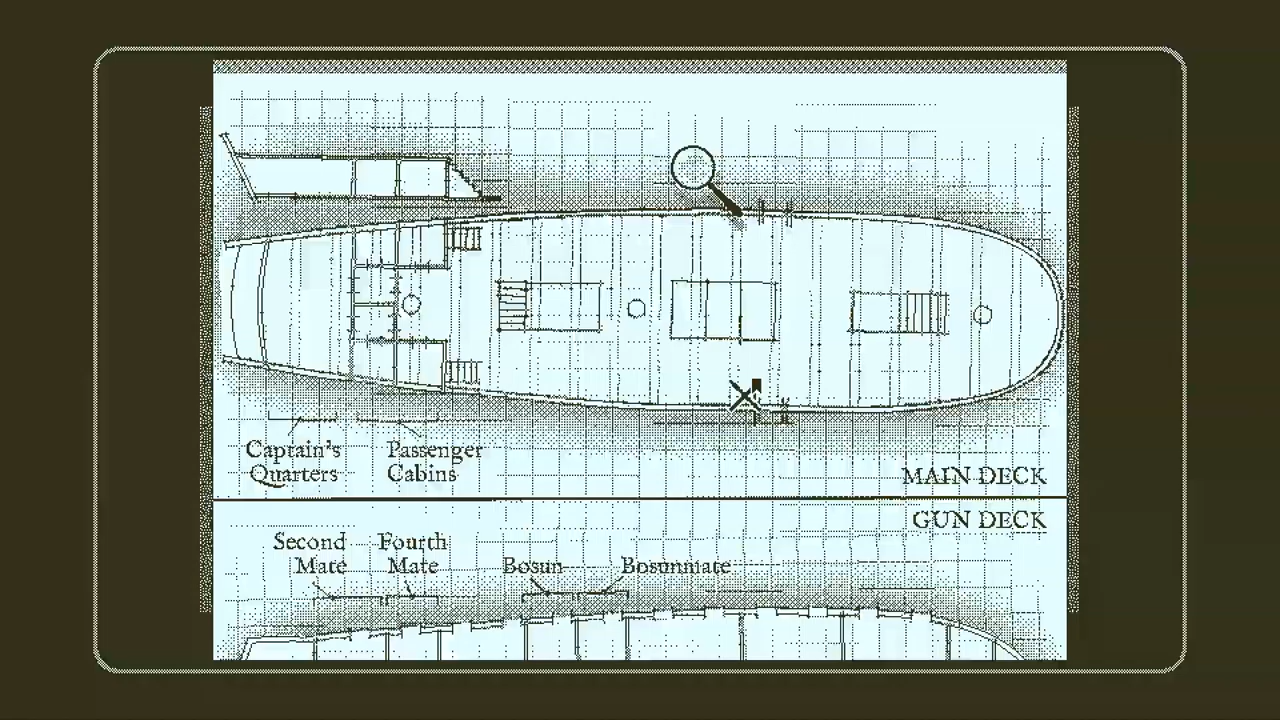 Captain's
Quarters
Passenger
Cabins
MAIN DECK
GUN DECK
Second
Mate
Fourth
Mate
Bosun
Bosunmate